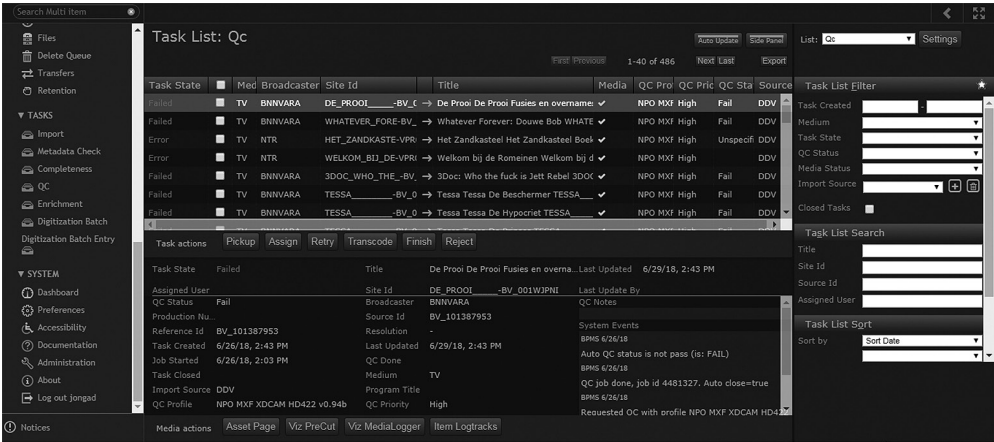 Search Multi item
Files
Delete Queue
Transfers
Retention
▼ TASKS
Import
Metadata Check
Completeness
QC
Enrichment
Digitization Batch
Digitization Batch Entry
▼ SYSTEM
Dashboard
Preferences
Accessibility
Documentation
Administration
About
Log out jongad
Notices
Task List: Qc
Auto Update Side Panel
First Previous 1-40 of 486 Next Last Export
Task State Med Broadcaster Site Id Title Media QC Pro QC Pric QC Sta Source
Failed TV BNNVARA DE_PROOI_____-BV_0 → De Prooi De Prooi Fusies en overnames ✔ NPO MXF High Fail DDV
Failed TV BNNVARA WHATEVER_FORE-BV_ → Whatever Forever: Douwe Bob WHATE ✔ NPO MXF High Fail DDV
Error TV NTR HET_ZANDKASTE-VPR → Het Zandkasteel Het Zandkasteel Boek ✔ NPO MXF High Unspecifi DDV
Error TV NTR WELKOM_BIJ_DE-VPR → Welkom bij de Romeinen Welkom bij d ✔ NPO MXF High Fail DDV
Failed TV BNNVARA 3DOC_WHO_THE_-BV_ → 3Doc: Who the fuck is Jett Rebel 3DOC ✔ NPO MXF High Fail DDV
Failed TV BNNVARA TESSA________-BV_0 → Tessa Tessa De Beschermer TESSA__ ✔ NPO MXF High Fail DDV
Failed TV BNNVARA TESSA________-BV_0 → Tessa Tessa De Hypocriet TESSA____ ✔ NPO MXF High Fail DDV
Task actions Pickup Assign Retry Transcode Finish Reject
Task State Failed Title De Prooi De Prooi Fusies en overna... Last Updated 6/29/18, 2:43 PM
Assigned User Site Id DE_PROOI_____-BV_001WJPNI Last Update By
QC Status Fail Broadcaster BNNVARA QC Notes
Production Nu... Source Id BV_101387953
Reference Id BV_101387953 Resolution - System Events
Task Created 6/26/18, 2:43 PM Last Updated 6/29/18, 2:43 PM BPMS 6/26/18
Job Started 6/26/18, 2:03 PM QC Done Auto QC status is not pass (is: FAIL)
Task Closed Medium TV BPMS 6/26/18
Import Source DDV Program Title QC job done, job id 4481327. Auto close=true
BPMS 6/26/18
QC Profile NPO MXF XDCAM HD422 v0.94b QC Priority High Requested QC with profile NPO MXF XDCAM HD422
Media actions Asset Page Viz PreCut Viz MediaLogger Item Logtracks
List: Qc Settings
Task List Filter
Task Created -
Medium
Task State
QC Status
Media Status
Import Source
Closed Tasks
Task List Search
Title
Site Id
Source Id
Assigned User
Task List Sort
Sort by Sort Date